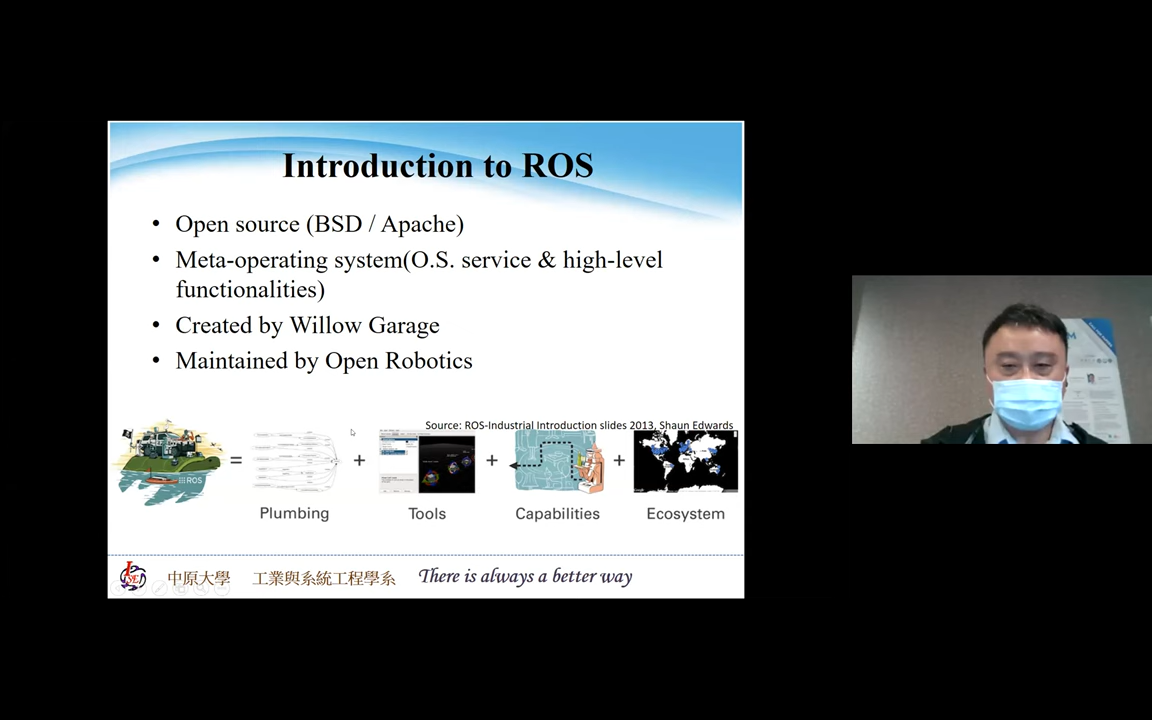 Introduction to ROS
• Open source (BSD / Apache)
• Meta-operating system(O.S. service & high-level
functionalities)
• Created by Willow Garage
• Maintained by Open Robotics
Source: ROS-Industrial Introduction slides 2013, Shaun Edwards
ROS
= + + +
Plumbing Tools Capabilities Ecosystem
中原大學 工業與系統工程學系 There is always a better way